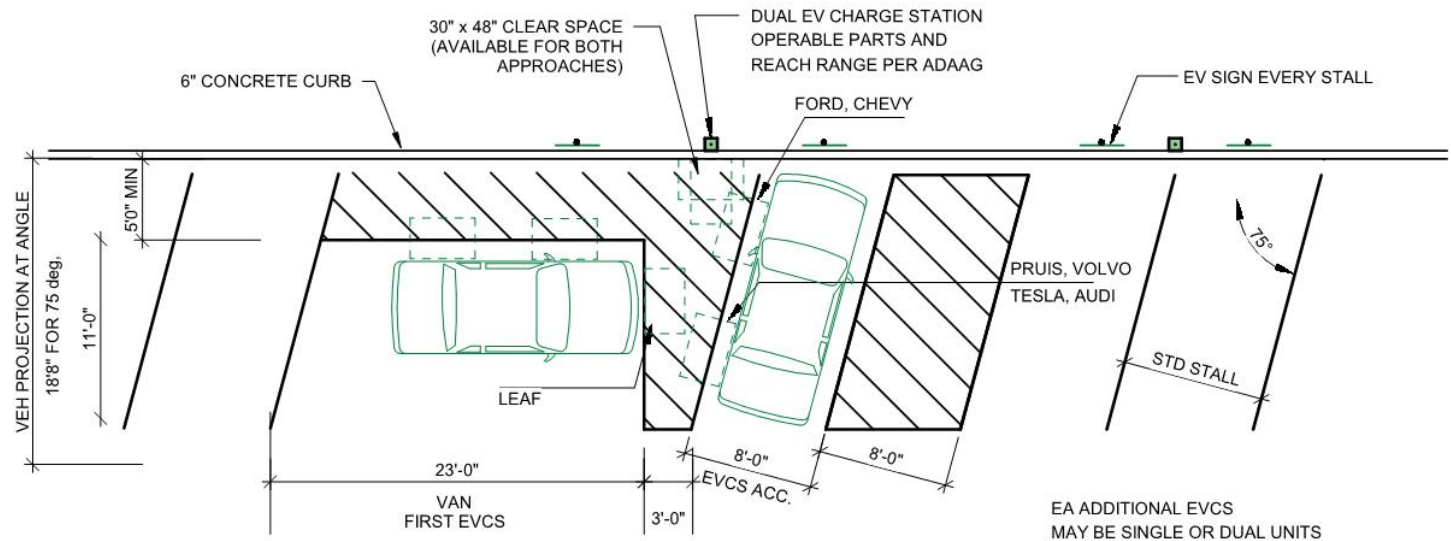 30" x 48" CLEAR SPACE
(AVAILABLE FOR BOTH
APPROACHES)
DUAL EV CHARGE STATION
OPERABLE PARTS AND
REACH RANGE PER ADAAG
6" CONCRETE CURB
FORD, CHEVY
EV SIGN EVERY STALL
VEH PROJECTION AT ANGLE
18'8" FOR 75 deg,
5'0" MIN
11'-0"
75°
PRUIS, VOLVO
TESLA, AUDI
STD STALL
LEAF
23'-0"
VAN
FIRST EVCS
3'-0"
8'-0"
EVCS ACC.
8'-0"
EA ADDITIONAL EVCS
MAY BE SINGLE OR DUAL UNITS